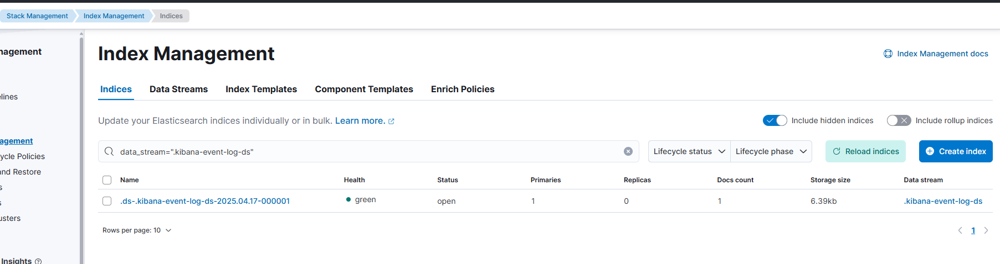 Stack Management Index Management Indices
nagement
Index Management
Index Management docs
Indices Data Streams Index Templates Component Templates Enrich Policies
elines
Update your Elasticsearch indices individually or in bulk. Learn more.
Include hidden indices Include rollup indices
agement
data_stream=".kibana-event-log-ds"
Lifecycle status Lifecycle phase Reload indices Create index
ycle Policies
and Restore
Name Health Status Primaries Replicas Docs count Storage size Data stream
s
.ds-.kibana-event-log-ds-2025.04.17-000001 green open 1 0 1 6.39kb .kibana-event-log-ds
s
usters
Rows per page: 10
1
Insights